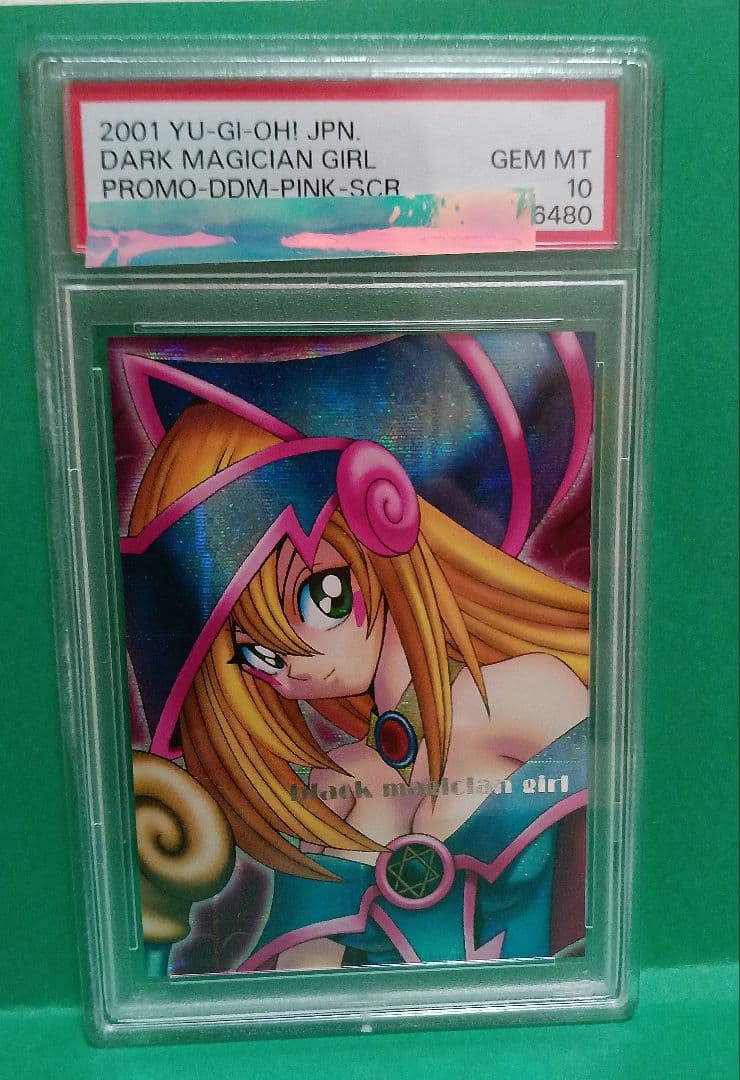 2001 YU-GI-OH! JPN.
DARK MAGICIAN GIRL GEM MT
PROMO-DDM-PINK-SCR 10
6480
black magician girl